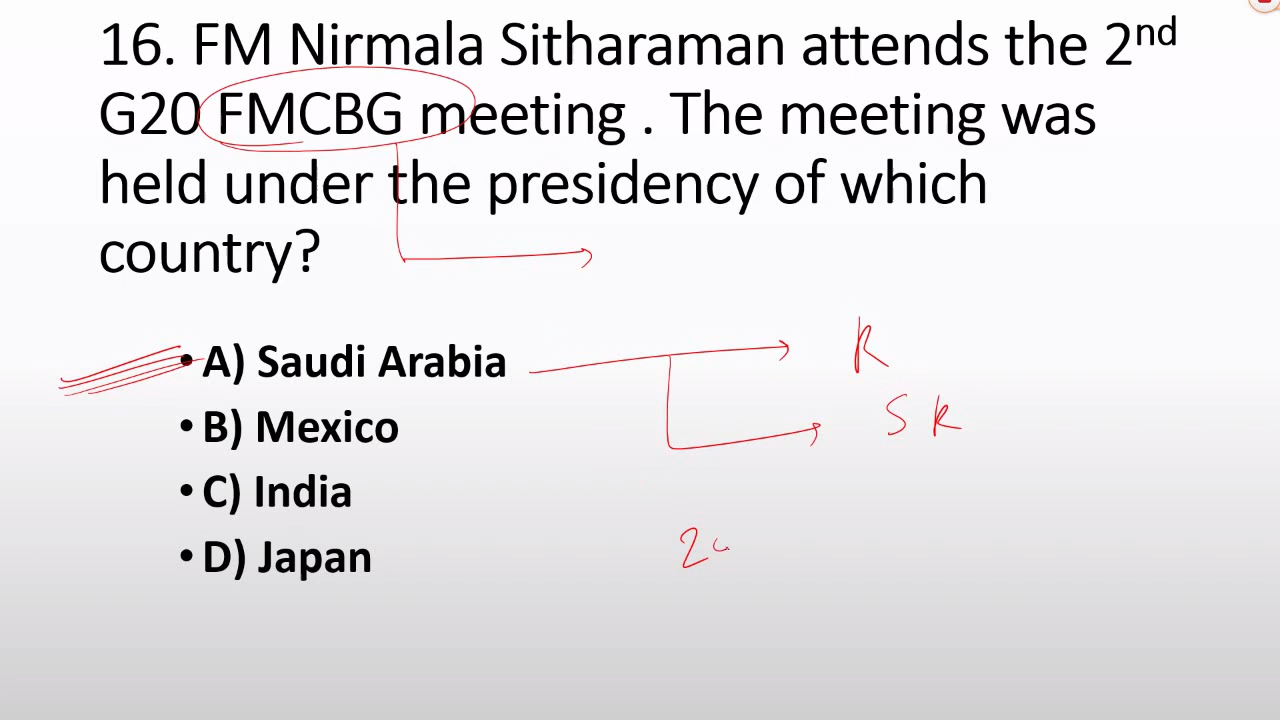 16. FM Nirmala Sitharaman attends the 2nd
G20 FMCBG meeting . The meeting was
held under the presidency of which
country?
• A) Saudi Arabia
R
• B) Mexico
S R
• C) India
• D) Japan